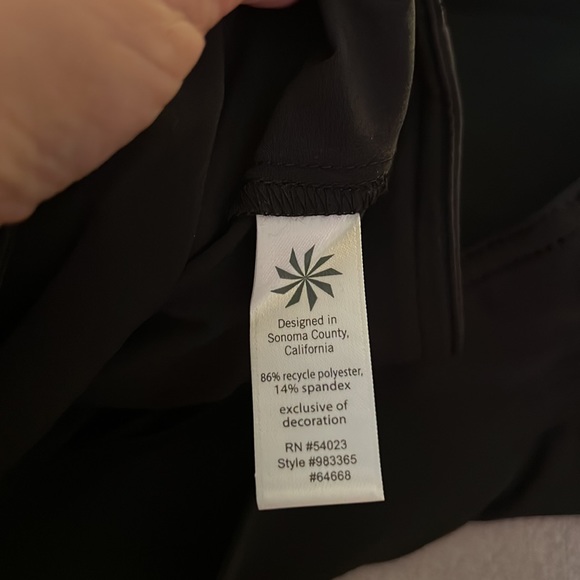 Designed in
Sonoma County,
California
86% recycle polyester,
14% spandex
exclusive of
decoration
RN #54023
Style #983365
#64668